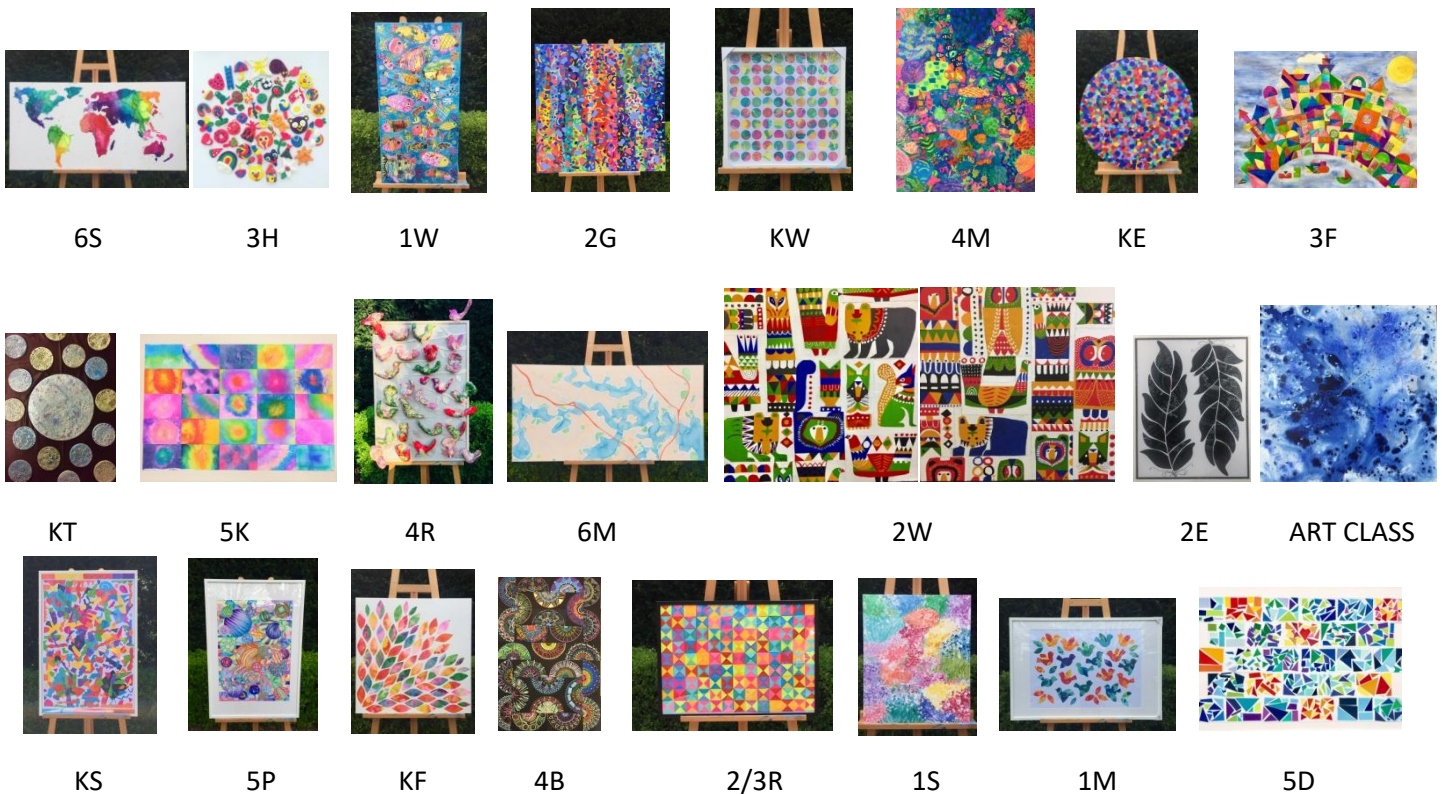 6S 3H 1W 2G KW 4M KE 3F
KT 5K 4R 6M 2W 2E ART CLASS
KS 5P KF 4B 2/3R 1S 1M 5D